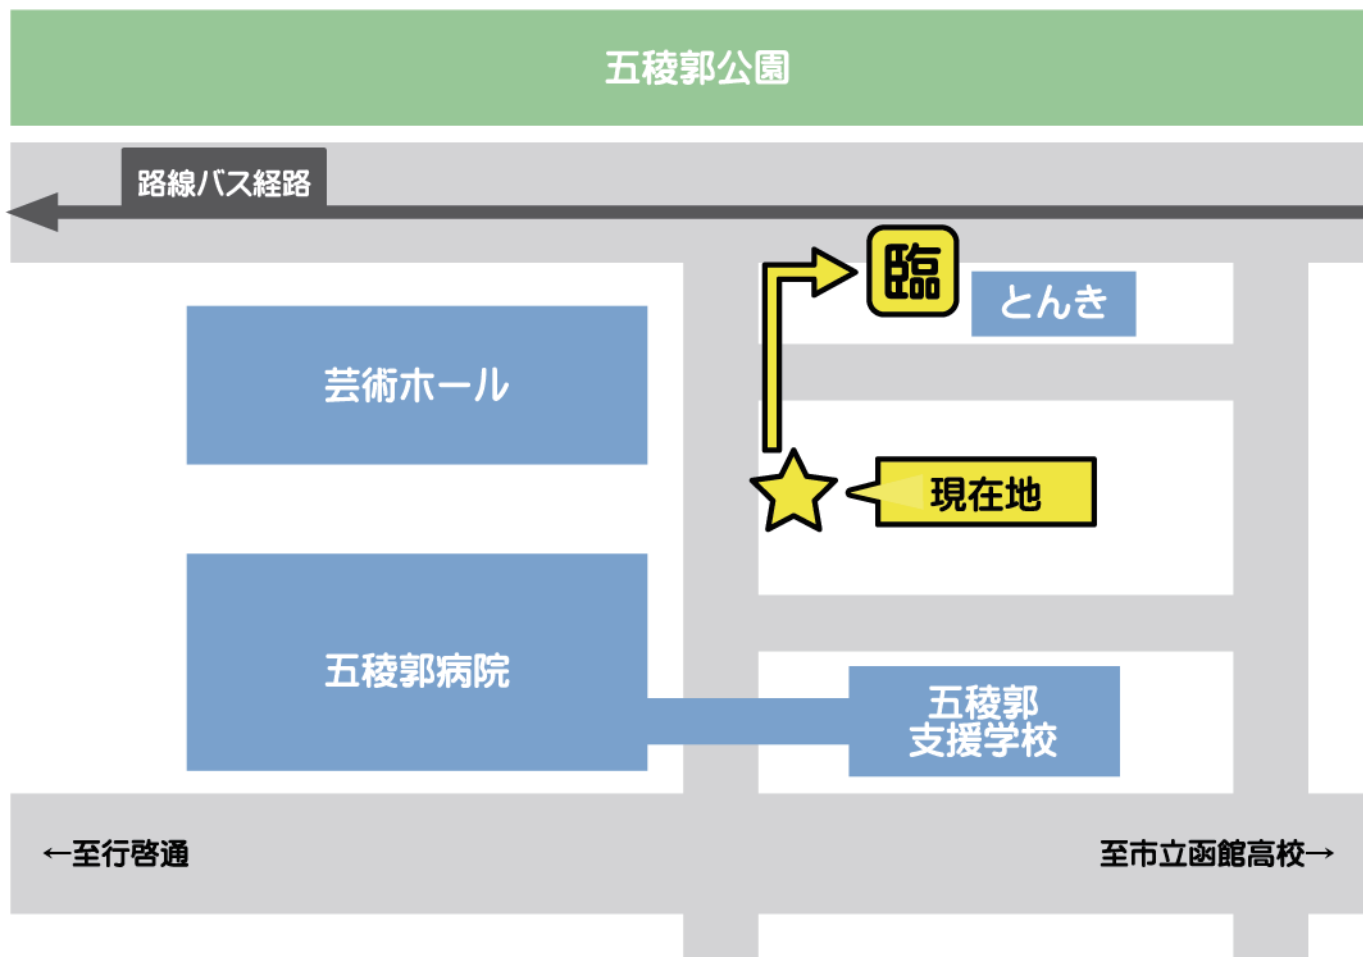 五稜郭公園
路線バス経路
臨
とんき
芸術ホール
現在地
五稜郭病院
五稜郭
支援学校
←至行啓通
至市立函館高校→